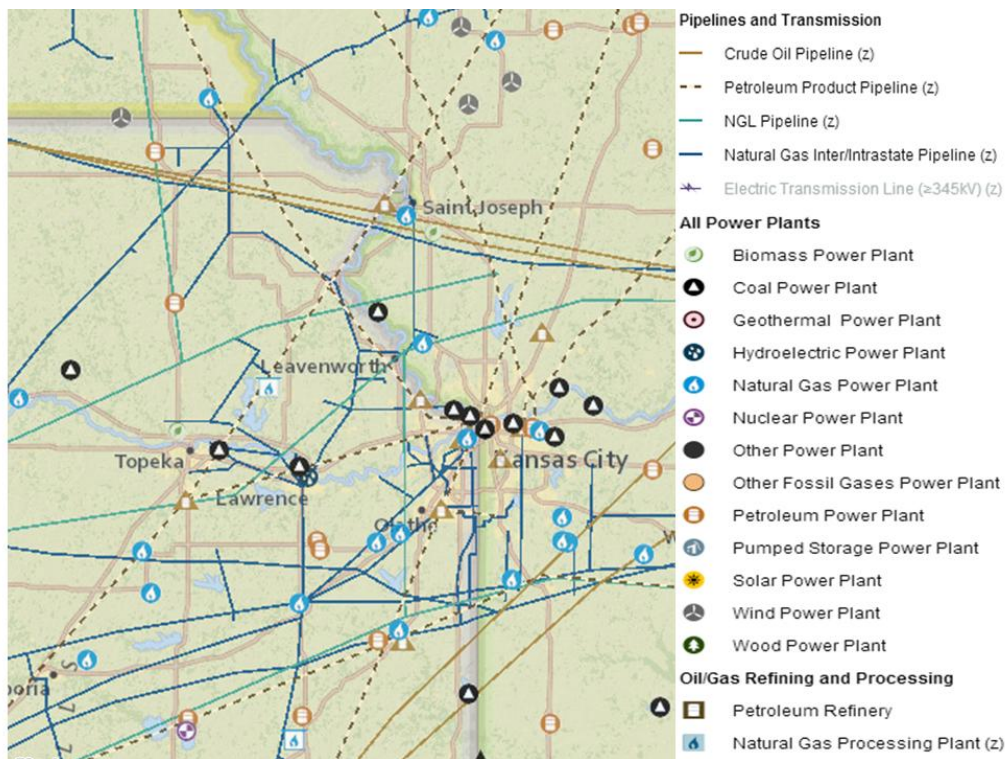 Saint Joseph
Leavenworth
Topeka
Lawrence
Kansas City
Olathe
poria
Pipelines and Transmission
Crude Oil Pipeline (z)
Petroleum Product Pipeline (z)
NGL Pipeline (z)
Natural Gas Inter/Intrastate Pipeline (z)
Electric Transmission Line (≥345kV) (z)
All Power Plants
Biomass Power Plant
Coal Power Plant
Geothermal Power Plant
Hydroelectric Power Plant
Natural Gas Power Plant
Nuclear Power Plant
Other Power Plant
Other Fossil Gases Power Plant
Petroleum Power Plant
Pumped Storage Power Plant
Solar Power Plant
Wind Power Plant
Wood Power Plant
Oil/Gas Refining and Processing
Petroleum Refinery
Natural Gas Processing Plant (z)